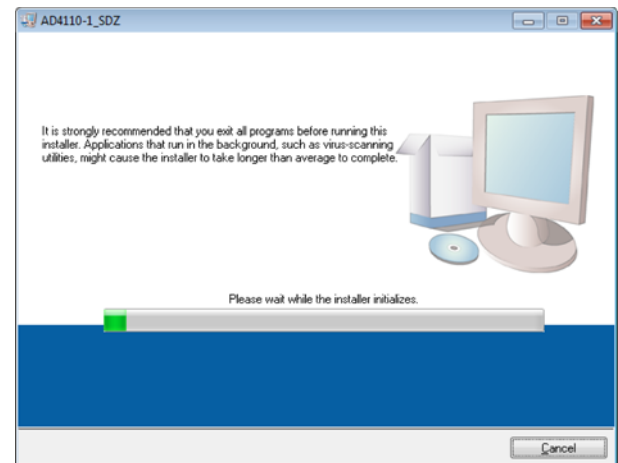 AD4110-1_SDZ
It is strongly recommended that you exit all programs before running this
installer. Applications that run in the background, such as virus-scanning
utilities, might cause the installer to take longer than average to complete.
Please wait while the installer initializes.
Cancel